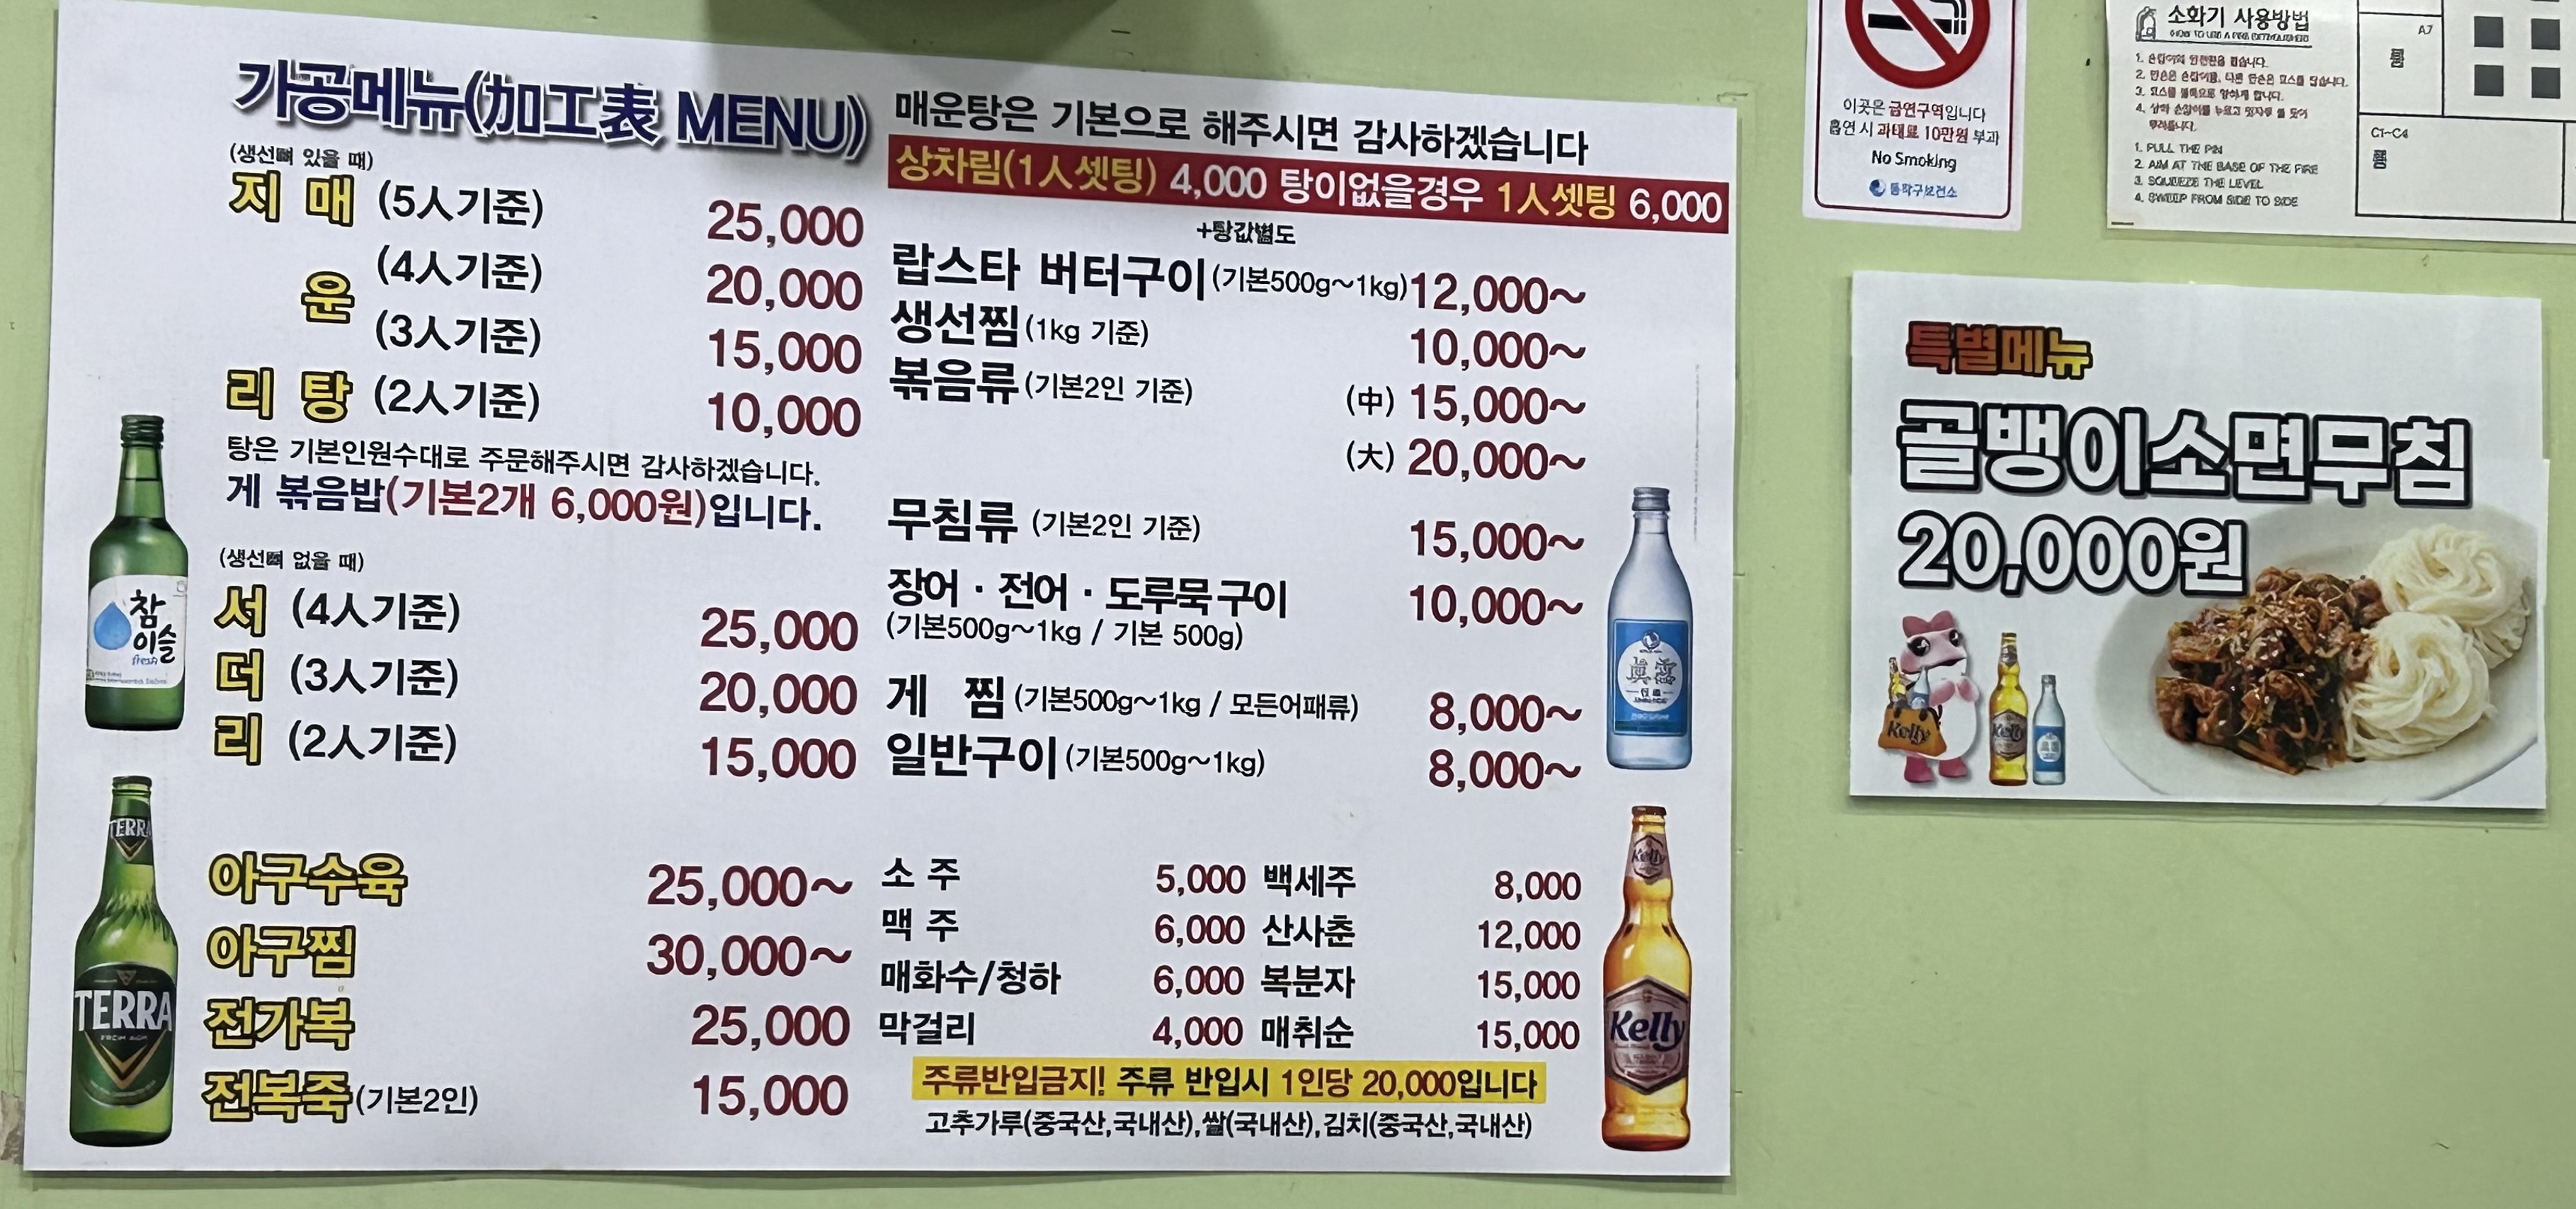 가공메뉴(加工表 MENU)
(생선뼈 있을 때)
지 매 (5人기준) 25,000
(4人기준) 20,000
운
(3人기준) 15,000
리 탕 (2人기준) 10,000
탕은 기본인원수대로 주문해주시면 감사하겠습니다.
게 볶음밥(기본2개 6,000원)입니다.
(생선뼈 없을 때)
서 (4人기준) 25,000
더 (3人기준) 20,000
리 (2人기준) 15,000
아구수육 25,000~
아구찜 30,000~
전가복 25,000
전복죽(기본2인) 15,000
매운탕은 기본으로 해주시면 감사하겠습니다
상차림(1人셋팅) 4,000 탕이없을경우 1人셋팅 6,000
+탕값별도
랍스타 버터구이(기본500g~1kg) 12,000~
생선찜(1kg 기준) 10,000~
볶음류(기본2인 기준) (中) 15,000~
(大) 20,000~
무침류 (기본2인 기준) 15,000~
장어 · 전어 · 도루묵구이 10,000~
(기본500g~1kg / 기본 500g)
게 찜(기본500g~1kg / 모든어패류) 8,000~
일반구이(기본500g~1kg) 8,000~
소 주 5,000 백세주 8,000
맥 주 6,000 산사춘 12,000
매화수/청하 6,000 복분자 15,000
막걸리 4,000 매취순 15,000
주류반입금지! 주류 반입시 1인당 20,000입니다
고추가루(중국산,국내산),쌀(국내산),김치(중국산,국내산)
참
이슬
fresh
TERRA
TERRA
Kelly
Kelly
이곳은 금연구역입니다
흡연 시 과태료 10만원 부과
No Smoking
동작구보건소
소화기 사용방법
HOW TO USE A FIRE EXTINGUISHER
1. PULL THE PIN
2. AIM AT THE BASE OF THE FIRE
3. SQUEEZE THE LEVEL
4. SWEEP FROM SIDE TO SIDE
A7
C1~C4
특별메뉴
골뱅이소면무침
20,000원
Kelly
Kelly